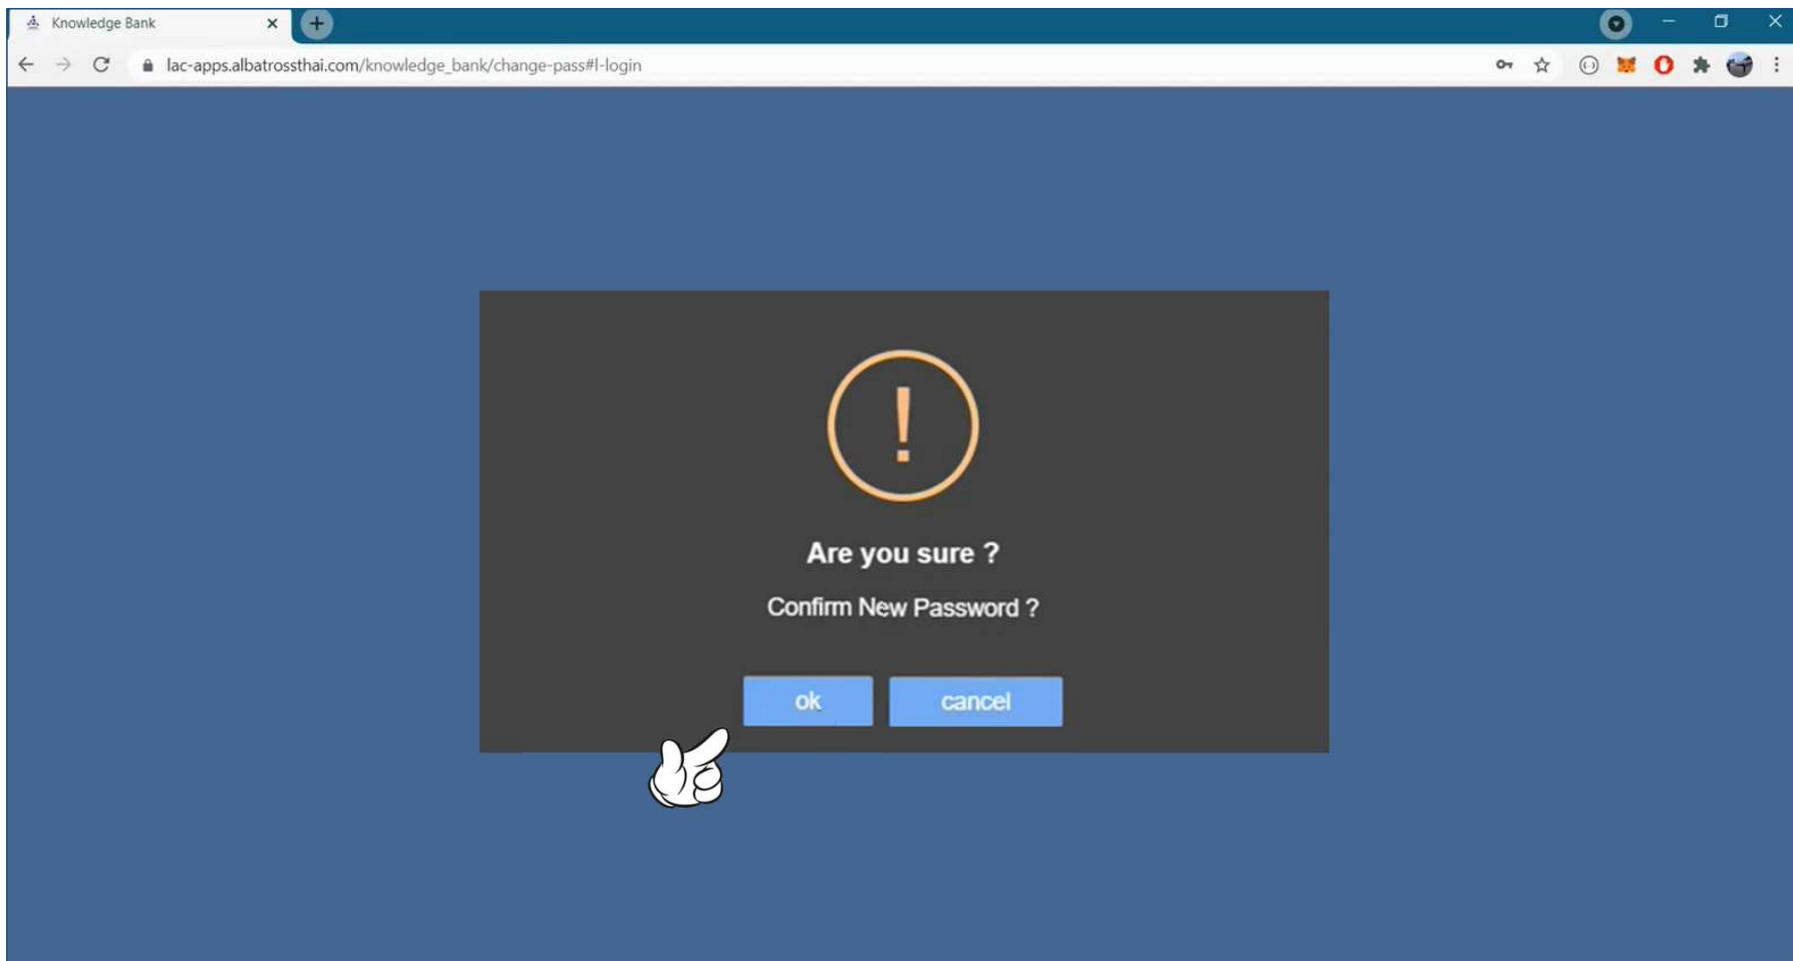 Knowledge Bank
lac-apps.albatrossthai.com/knowledge_bank/change-pass#l-login
Are you sure ?
Confirm New Password ?
ok
cancel